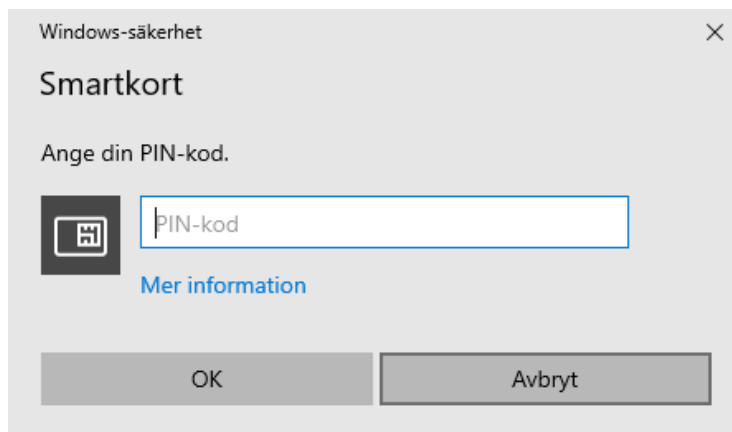 Windows-säkerhet
Smartkort
Ange din PIN-kod.
PIN-kod
Mer information
OK
Avbryt